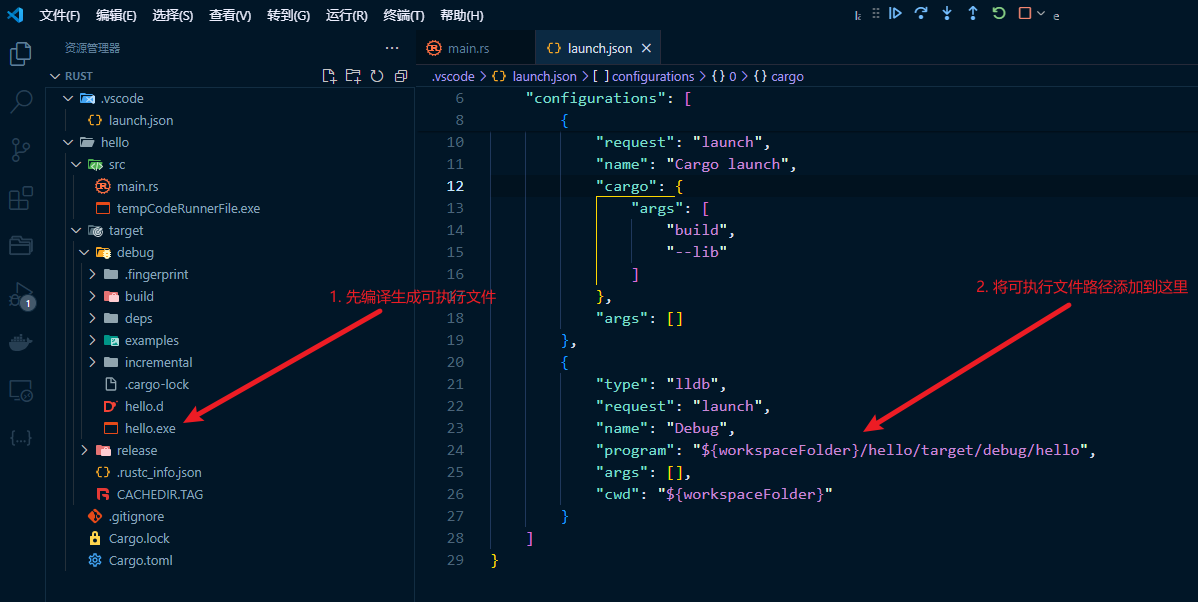 文件(F) 编辑(E) 选择(S) 查看(V) 转到(G) 运行(R) 终端(T) 帮助(H)
资源管理器 ...
RUST
.vscode
launch.json
hello
src
main.rs
tempCodeRunnerFile.exe
target
debug
.fingerprint
build
deps
examples
incremental
.cargo-lock
hello.d
hello.exe
release
.rustc_info.json
CACHEDIR.TAG
.gitignore
Cargo.lock
Cargo.toml
1
1. 先编译生成可执行文件
main.rs
{} launch.json ×
.vscode > {} launch.json > [ ] configurations > {} 0 > {} cargo
6 "configurations": [
8 {
10 "request": "launch",
11 "name": "Cargo launch",
12 "cargo": {
13 "args": [
14 "build",
15 "--lib"
16 ]
},
18 "args": []
19 },
20 {
21 "type": "lldb",
22 "request": "launch",
23 "name": "Debug",
24 "program": "${workspaceFolder}/hello/target/debug/hello",
25 "args": [],
26 "cwd": "${workspaceFolder}"
27 }
28 ]
29 }
2. 将可执行文件路径添加到这里